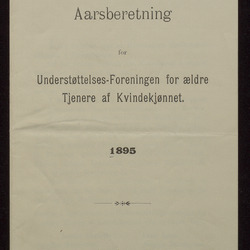 Aarsberetning
for
Understøttelses-Foreningen for ældre
Tjenere af Kvindekjønnet.
1895